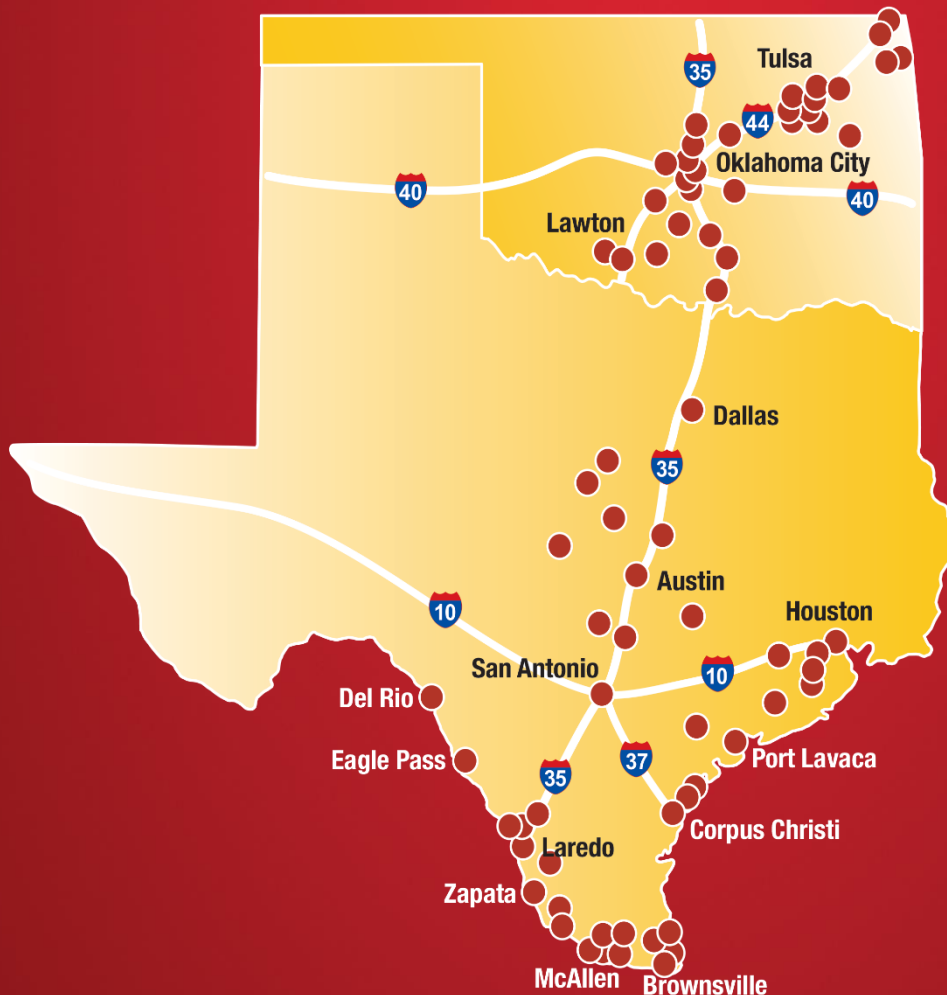 Tulsa
35
44
Oklahoma City
40
40
Lawton
Dallas
35
Austin
10
Houston
San Antonio
10
Del Rio
Eagle Pass
37
Port Lavaca
35
Corpus Christi
Laredo
Zapata
McAllen
Brownsville